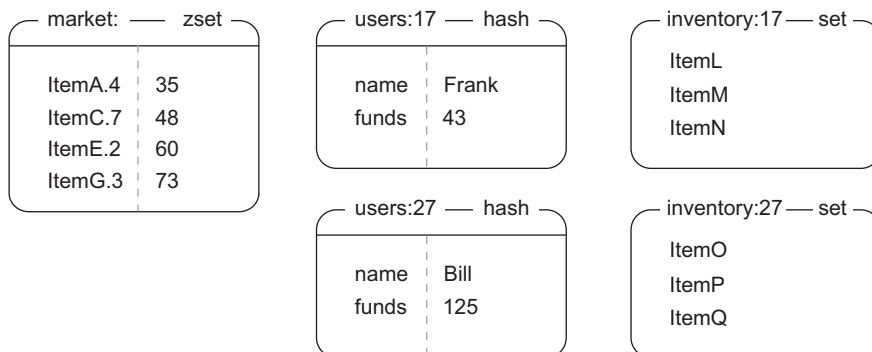 market: zset
ItemA.4 35
ItemC.7 48
ItemE.2 60
ItemG.3 73
users:17 hash
name Frank
funds 43
inventory:17 set
ItemL
ItemM
ItemN
users:27 hash
name Bill
funds 125
inventory:27 set
ItemO
ItemP
ItemQ